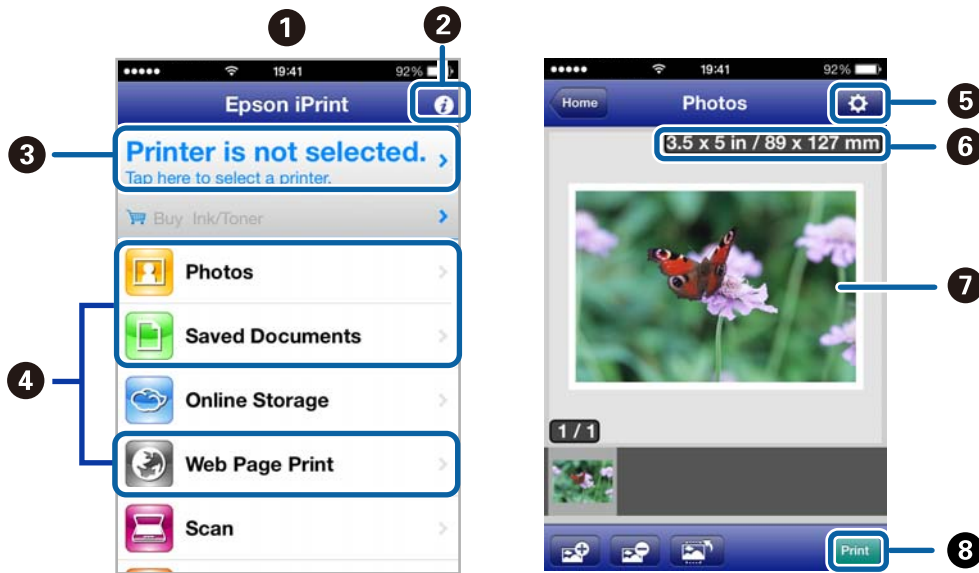 1
2
19:41
92%
Epson iPrint
i
3
Printer is not selected.
Tap here to select a printer.
Buy Ink/Toner
Photos
Saved Documents
4
Online Storage
Web Page Print
Scan
19:41
92%
Home
Photos
5
3.5 x 5 in / 89 x 127 mm
6
7
1 / 1
Print
8